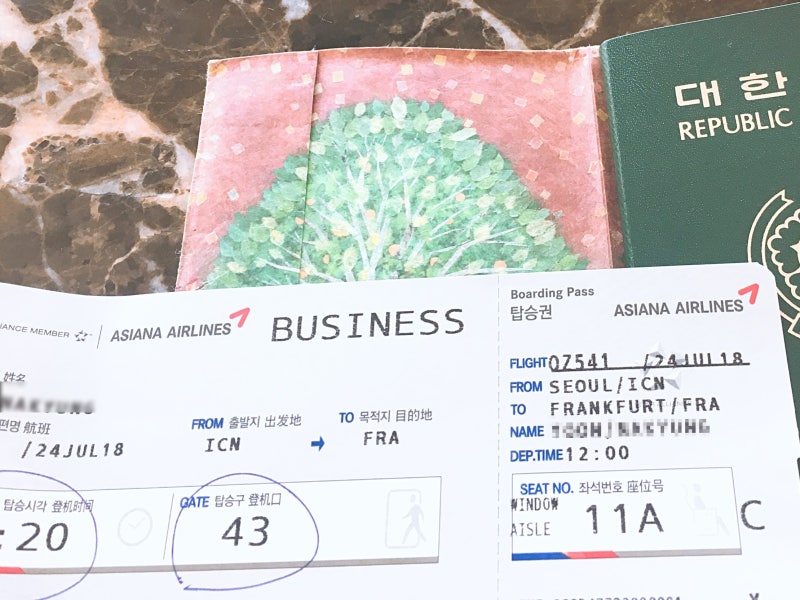 대 한
REPUBLIC
ANCE MEMBER
ASIANA AIRLINES
BUSINESS
姓名
편명 航班
/24JUL18
FROM 출발지 出发地
ICN
TO 목적지 目的地
FRA
탑승시각 登机时间
:20
GATE 탑승구 登机口
43
Boarding Pass
탑승권
ASIANA AIRLINES
FLIGHT OZ541 /24JUL18
FROM SEOUL/ICN
TO FRANKFURT/FRA
NAME
DEP.TIME 12:00
SEAT NO. 좌석번호 座位号
WINDOW
AISLE
11A
C